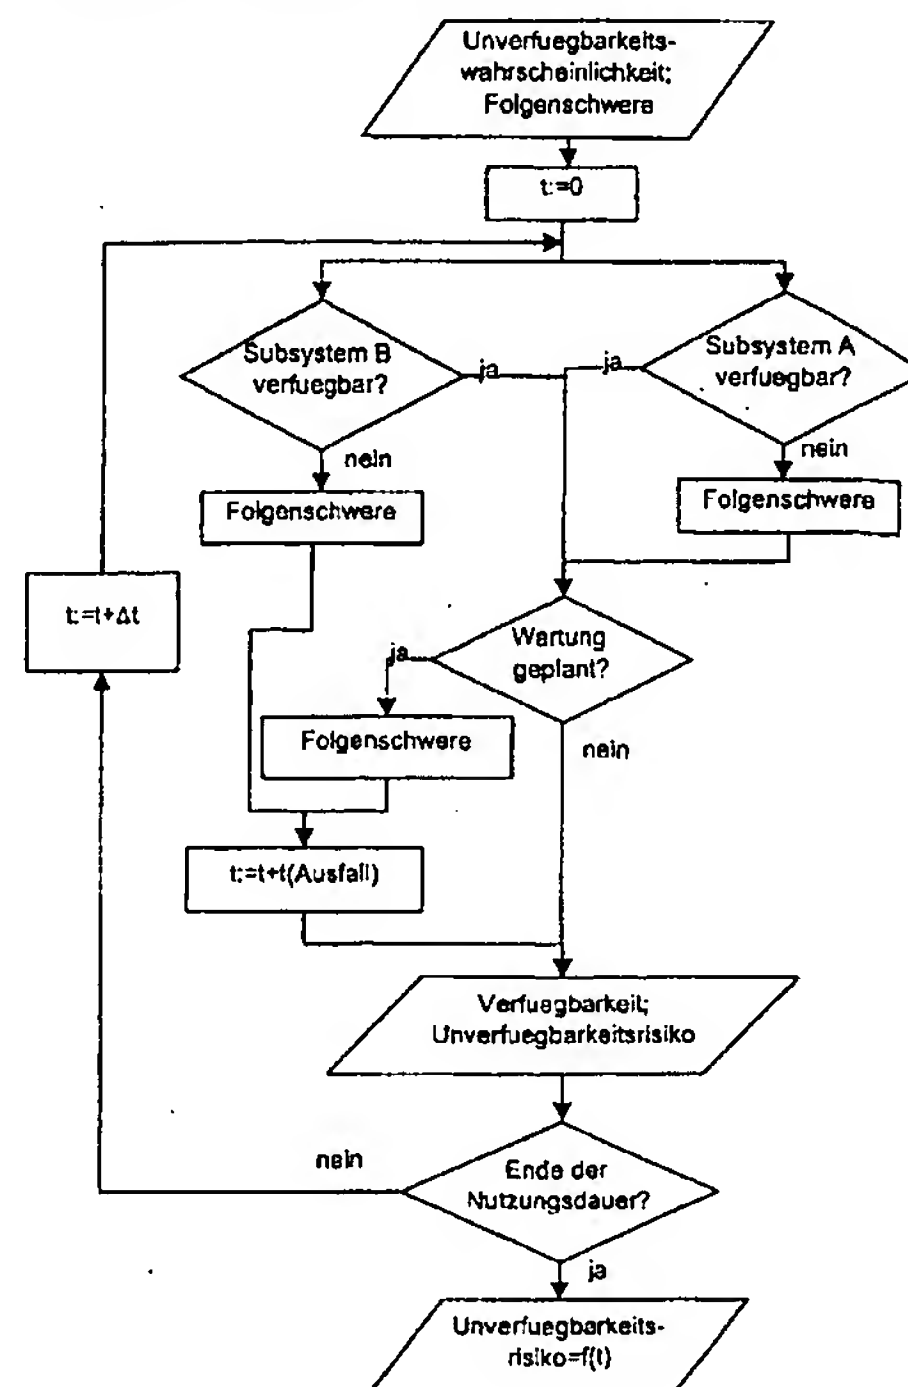 Unverfuegbarkeits-
wahrscheinlichkeit;
Folgenschwere
t:=0
Subsystem B
verfuegbar?
ja
ja
Subsystem A
verfuegbar?
nein
nein
Folgenschwere
Folgenschwere
t:=t+Δt
Wartung
geplant?
ja
Folgenschwere
nein
t:=t+t(Ausfall)
Verfuegbarkeit;
Unverfuegbarkeitsrisiko
nein
Ende der
Nutzungsdauer?
ja
Unverfuegbarkeits-
risiko=f(t)